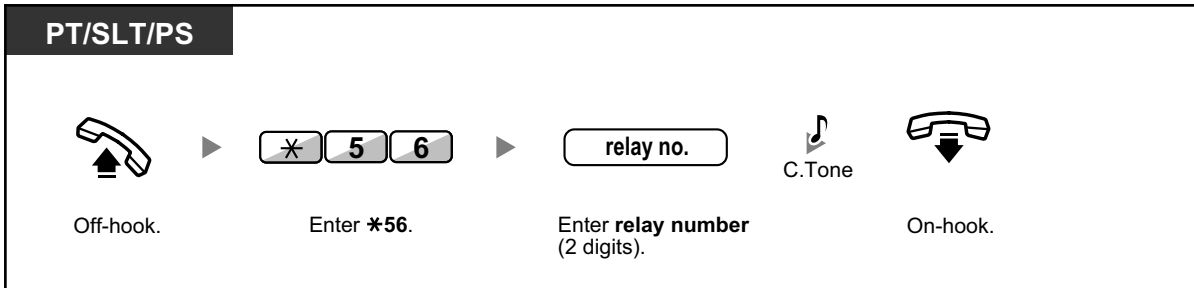 PT/SLT/PS
* 5 6
relay no.
C.Tone
Off-hook.
Enter *56.
Enter relay number
(2 digits).
On-hook.